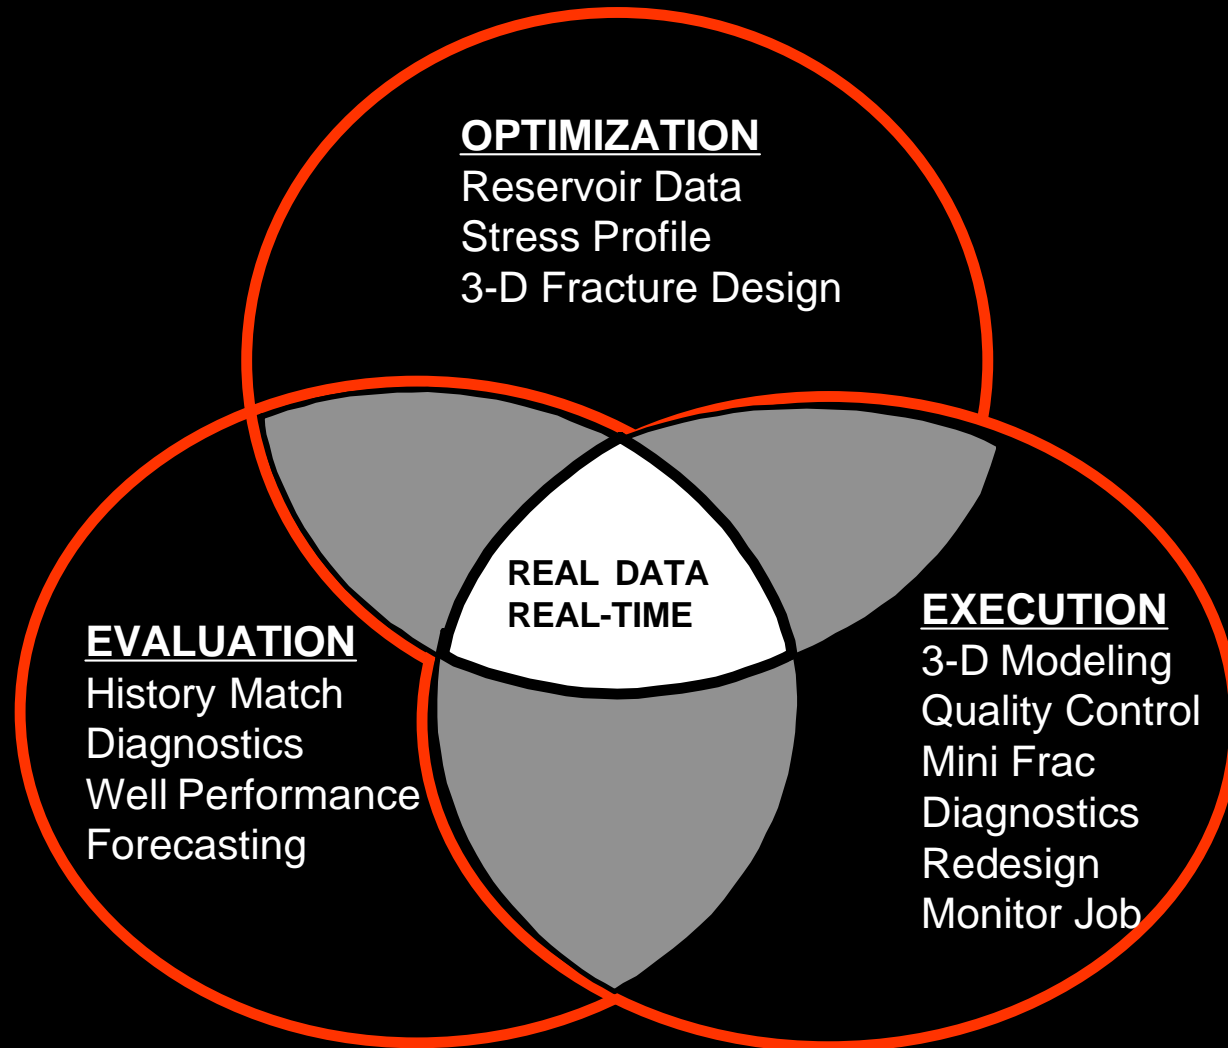 OPTIMIZATION
Reservoir Data
Stress Profile
3-D Fracture Design
REAL DATA
REAL-TIME
EVALUATION
History Match
Diagnostics
Well Performance
Forecasting
EXECUTION
3-D Modeling
Quality Control
Mini Frac
Diagnostics
Redesign
Monitor Job